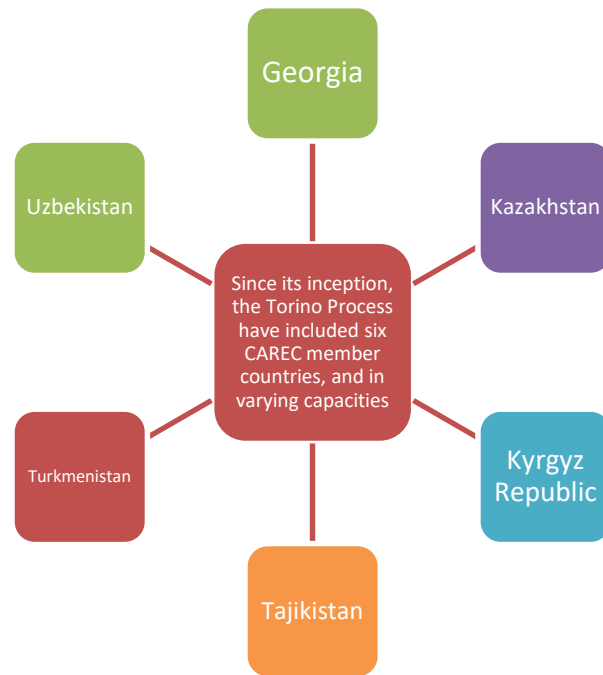 Georgia
Uzbekistan
Kazakhstan
Since its inception,
the Torino Process
have included six
CAREC member
countries, and in
varying capacities
Turkmenistan
Kyrgyz
Republic
Tajikistan